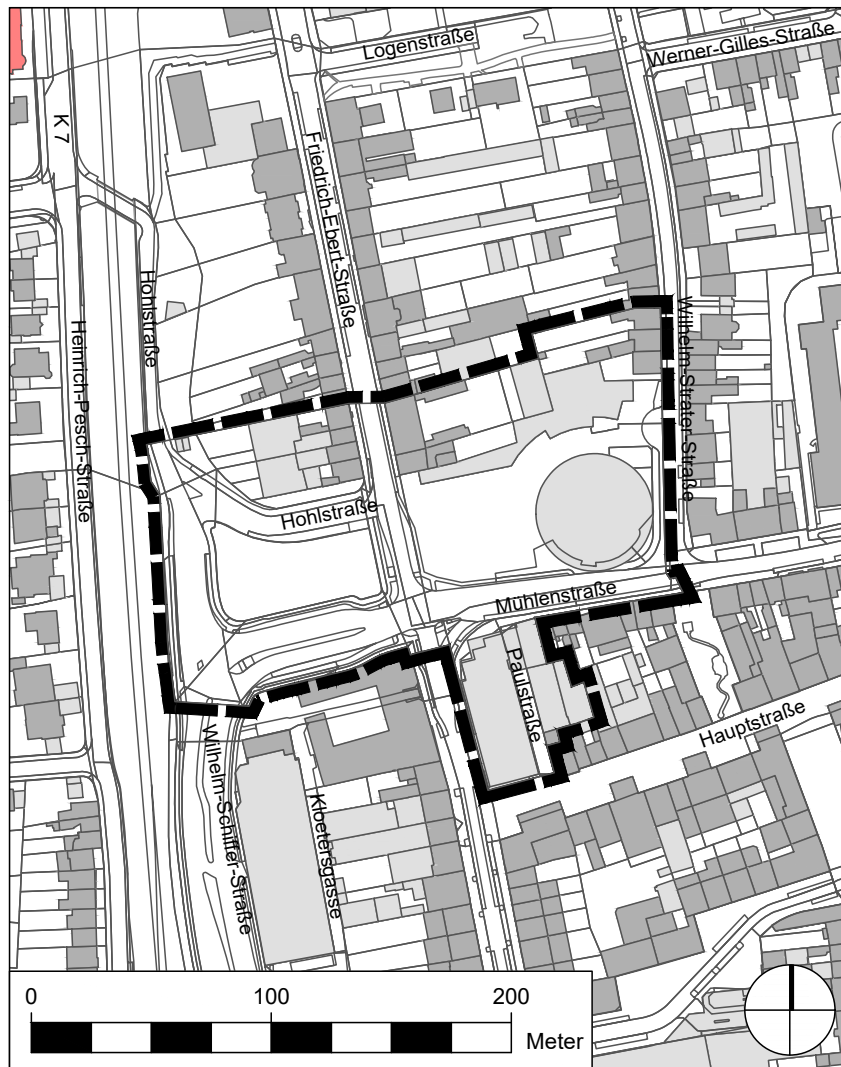 Logenstraße
Werner-Gilles-Straße
K 7
Friedrich-Ebert-Straße
Hohlstraße
Heinrich-Pesch-Straße
Wilhelm-Strater-Straße
Hohlstraße
Mühlenstraße
Paulstraße
Hauptstraße
Wilhelm-Schiffer-Straße
Kloetersgasse
0 100 200
Meter